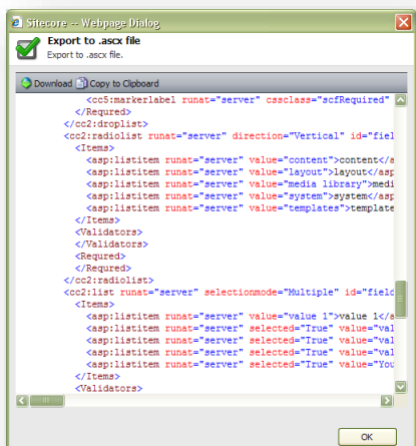 Sitecore -- Webpage Dialog
Export to .ascx file
Export to .ascx file.
Download Copy to Clipboard
<cc5:markerlabel runat="server" cssclass="scfRequired"
</Requred>
</cc2:droplist>
<cc2:radiolist runat="server" direction="Vertical" id="fiel
<Items>
<asp:listitem runat="server" value="content">content</a
<asp:listitem runat="server" value="layout">layout</asp
<asp:listitem runat="server" value="media library">medi
<asp:listitem runat="server" value="system">system</asp
<asp:listitem runat="server" value="templates">template
</Items>
<Validators>
</Validators>
<Requred>
</Requred>
</cc2:radiolist>
<cc2:list runat="server" selectionmode="Multiple" id="field
<Items>
<asp:listitem runat="server" value="value 1">value 1</a
<asp:listitem runat="server" selected="True" value="val
<asp:listitem runat="server" selected="True" value="val
<asp:listitem runat="server" selected="True" value="val
<asp:listitem runat="server" selected="True" value="You
</Items>
<Validators>
OK